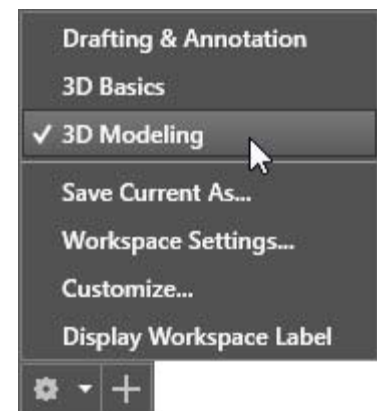 Drafting & Annotation
3D Basics
✓ 3D Modeling
Save Current As...
Workspace Settings...
Customize...
Display Workspace Label